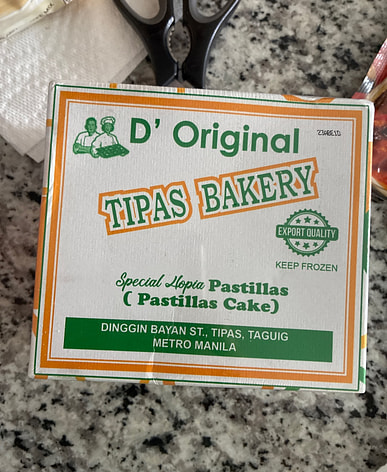 D' Original
TIPAS BAKERY
EXPORT QUALITY
KEEP FROZEN
Special Hopia Pastillas
( Pastillas Cake)
DINGGIN BAYAN ST., TIPAS, TAGUIG
METRO MANILA